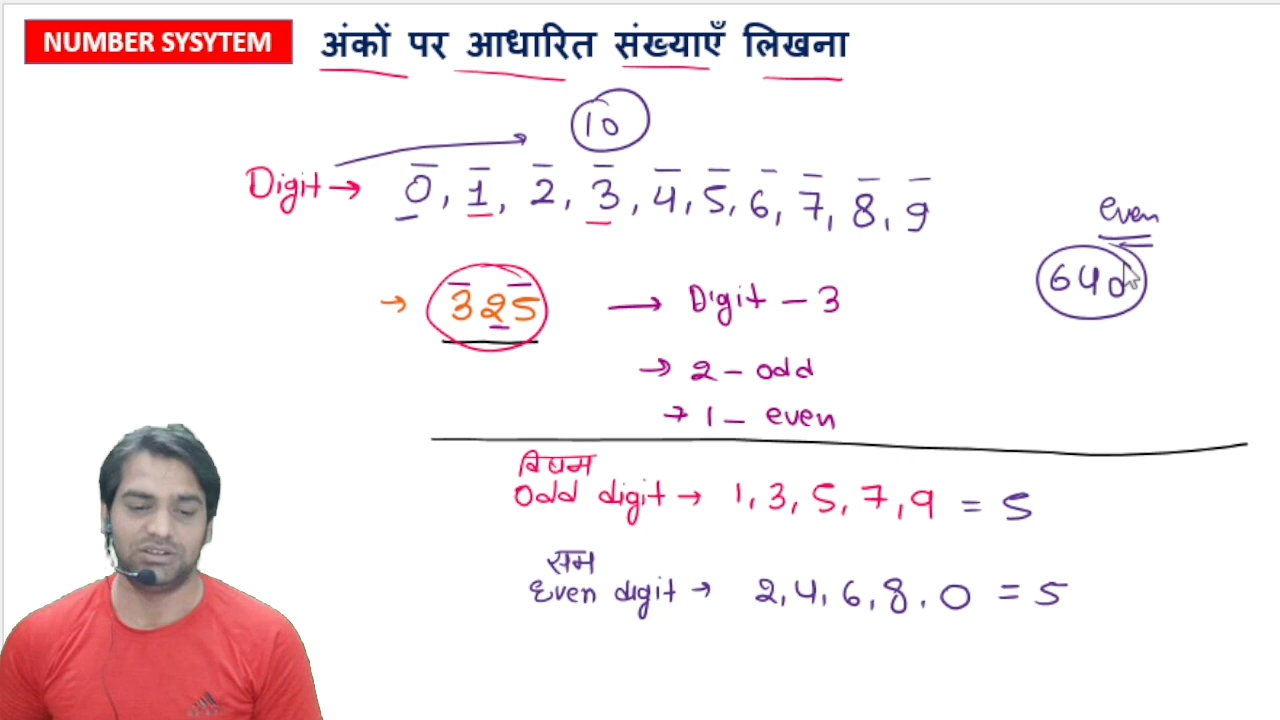 NUMBER SYSYTEM
अंकों पर आधारित संख्याएँ लिखना
10
Digit → 0, 1, 2, 3, 4, 5, 6, 7, 8, 9
even
640
→ 325 → Digit - 3
→ 2 - odd
→ 1 - even
विषम
Odd digit → 1, 3, 5, 7, 9 = 5
सम
Even digit → 2, 4, 6, 8, 0 = 5